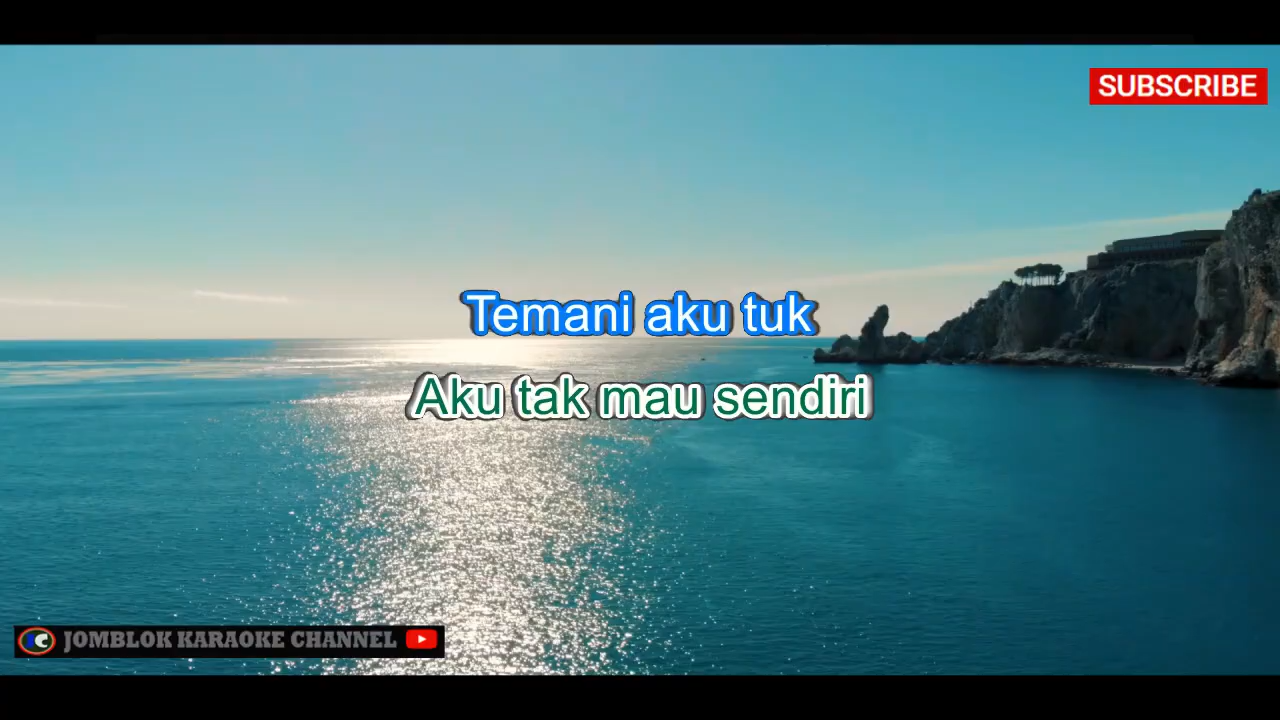 SUBSCRIBE
Temani aku tuk
Aku tak mau sendiri
JOMBLOK KARAOKE CHANNEL